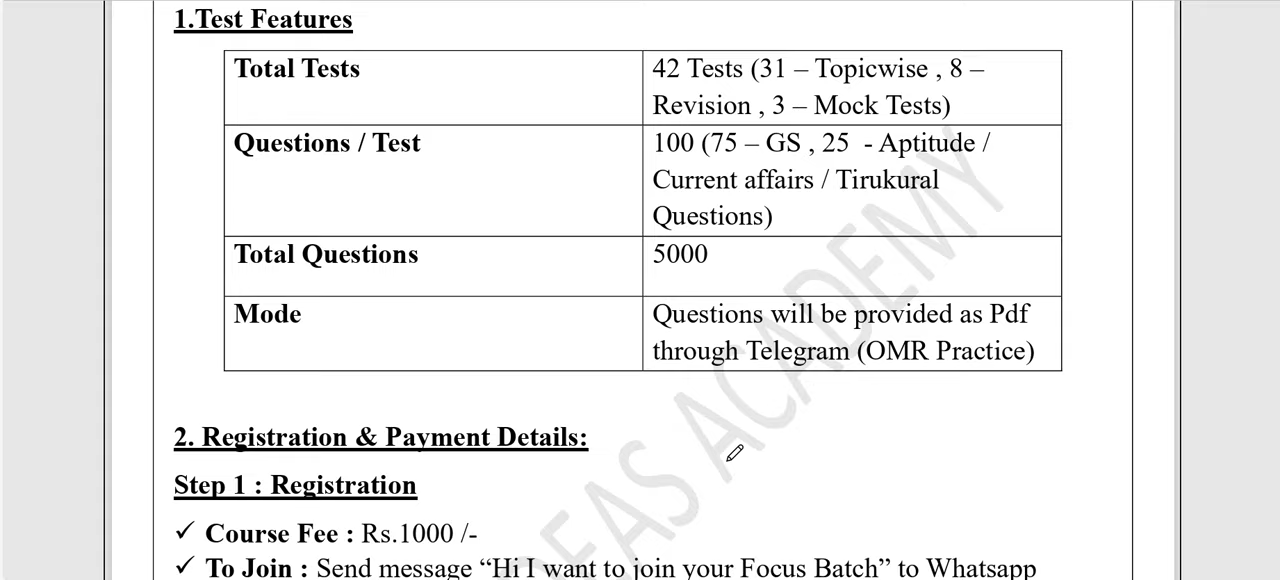 1.Test Features
Total Tests
42 Tests (31 – Topicwise , 8 –
Revision , 3 – Mock Tests)
Questions / Test
100 (75 – GS , 25  - Aptitude /
Current affairs / Tirukural
Questions)
Total Questions
5000
Mode
Questions will be provided as Pdf
through Telegram (OMR Practice)
2. Registration & Payment Details:
Step 1 : Registration
✓ Course Fee : Rs.1000 /-
✓ To Join : Send message “Hi I want to join your Focus Batch” to Whatsapp
ACADEMY